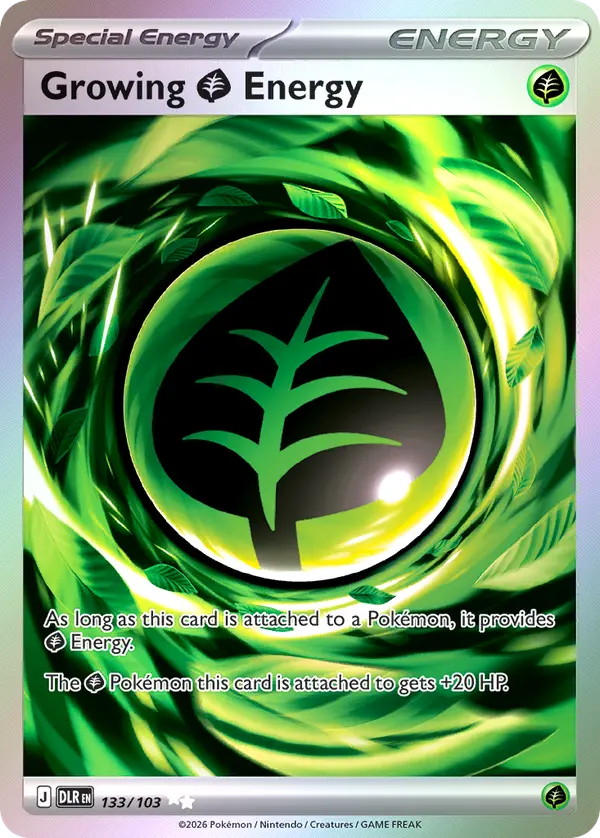 Special Energy ENERGY
Growing Energy
As long as this card is attached to a Pokémon, it provides
Energy.
The Pokémon this card is attached to gets +20 HP.
J DLR EN 133/103
©2026 Pokémon / Nintendo / Creatures / GAME FREAK